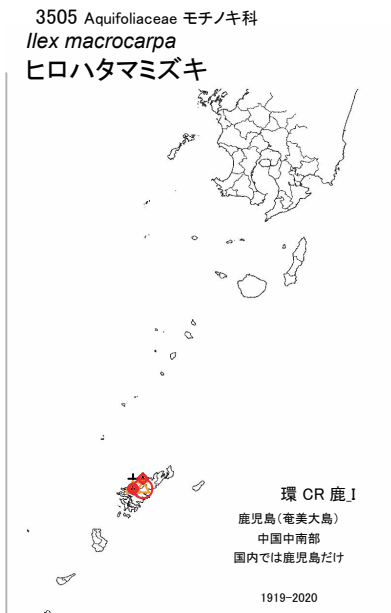 3505 Aquifoliaceae モチノキ科
Ilex macrocarpa
ヒロハタマミズキ
環 CR 鹿_I
鹿児島(奄美大島)
中国中南部
国内では鹿児島だけ
1919-2020